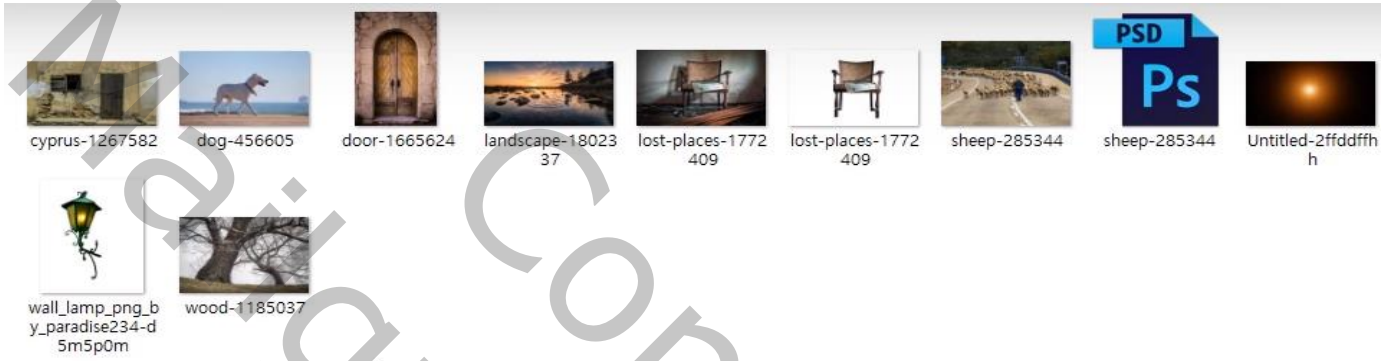 PSD
Ps
cyprus-1267582
dog-456605
door-1665624
landscape-18023
37
lost-places-1772
409
lost-places-1772
409
sheep-285344
sheep-285344
Untitled-2ffddffh
h
wall_lamp_png_b
y_paradise234-d
5m5p0m
wood-1185037